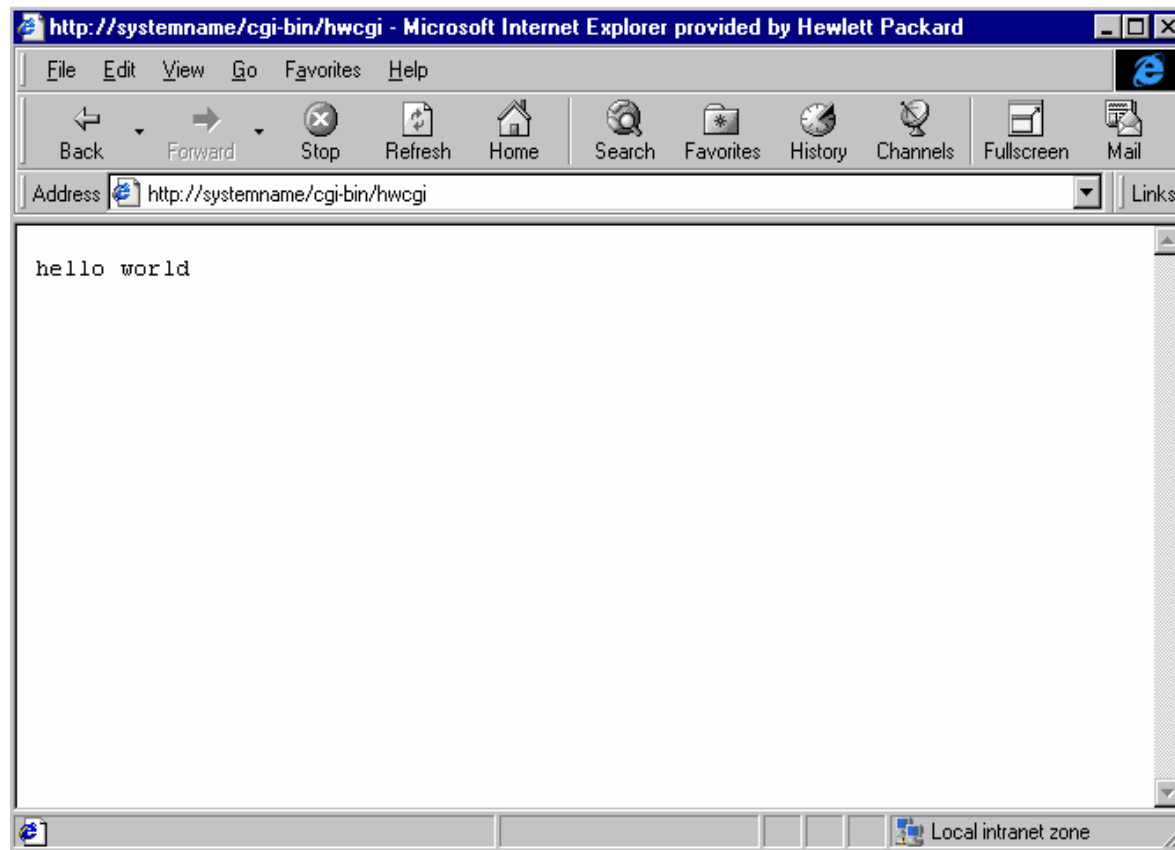 http://systemname/cgi-bin/hwcgi - Microsoft Internet Explorer provided by Hewlett Packard
File Edit View Go Favorites Help
Back Forward Stop Refresh Home Search Favorites History Channels Fullscreen Mail
Address http://systemname/cgi-bin/hwcgi Links
hello world
Local intranet zone